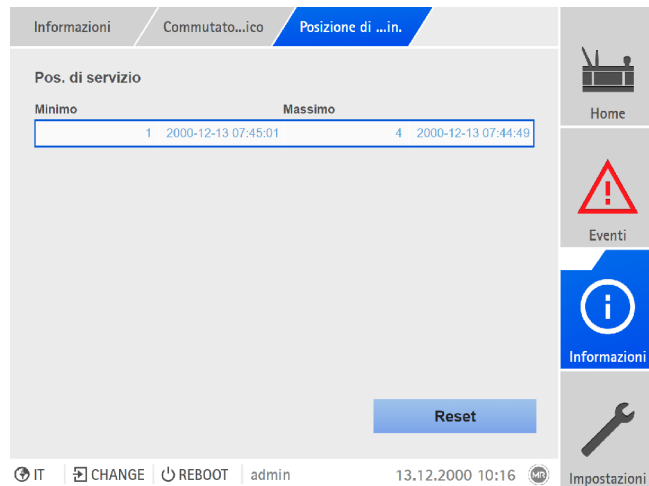 Informazioni
Commutato...ico
Posizione di ...in.
Pos. di servizio
Minimo Massimo
1 2000-12-13 07:45:01 4 2000-12-13 07:44:49
Reset
Home
Eventi
Informazioni
Impostazioni
IT CHANGE REBOOT admin 13.12.2000 10:16 MR